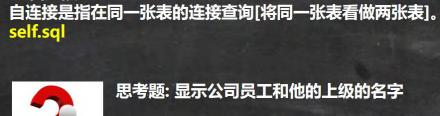 自连接是指在同一张表的连接查询[将同一张表看做两张表]。
self.sql
思考题: 显示公司员工和他的上级的名字